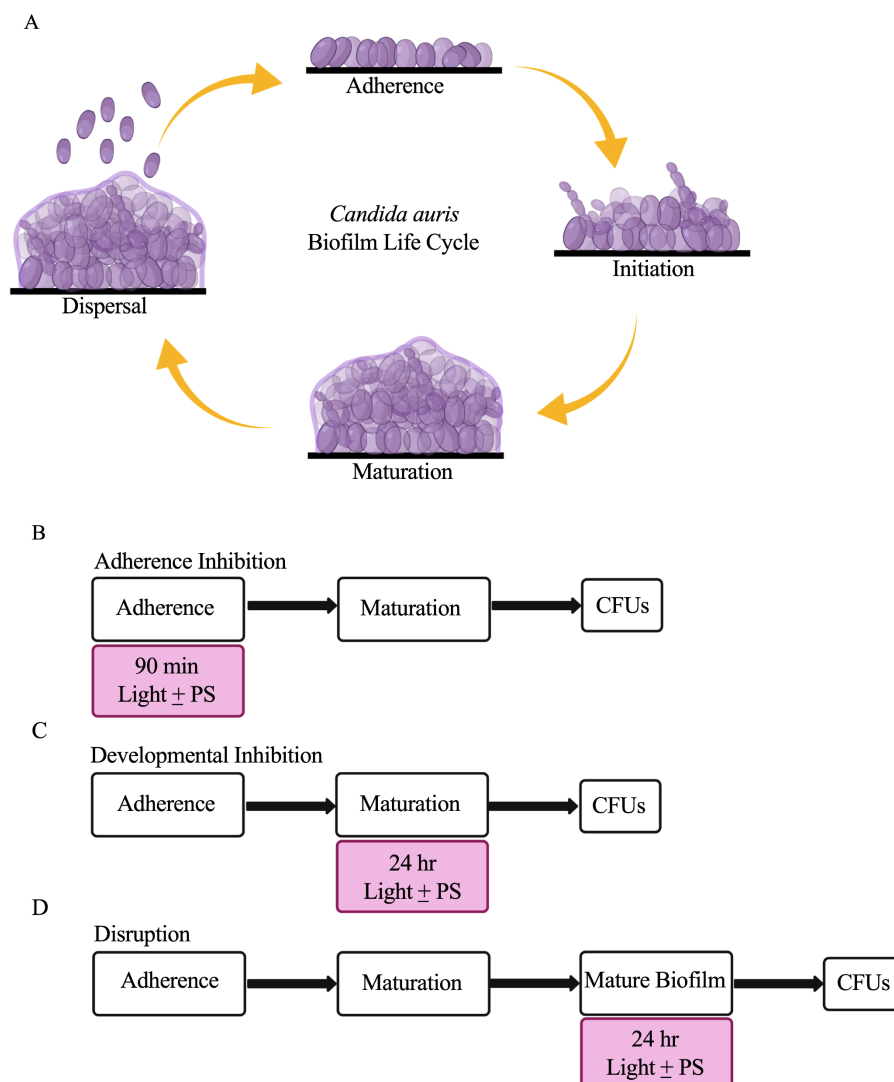 A
Adherence
Candida auris
Biofilm Life Cycle
Initiation
Dispersal
Maturation
B
Adherence Inhibition
Adherence
Maturation
CFUs
90 min
Light ± PS
C
Developmental Inhibition
Adherence
Maturation
CFUs
24 hr
Light ± PS
D
Disruption
Adherence
Maturation
Mature Biofilm
CFUs
24 hr
Light ± PS